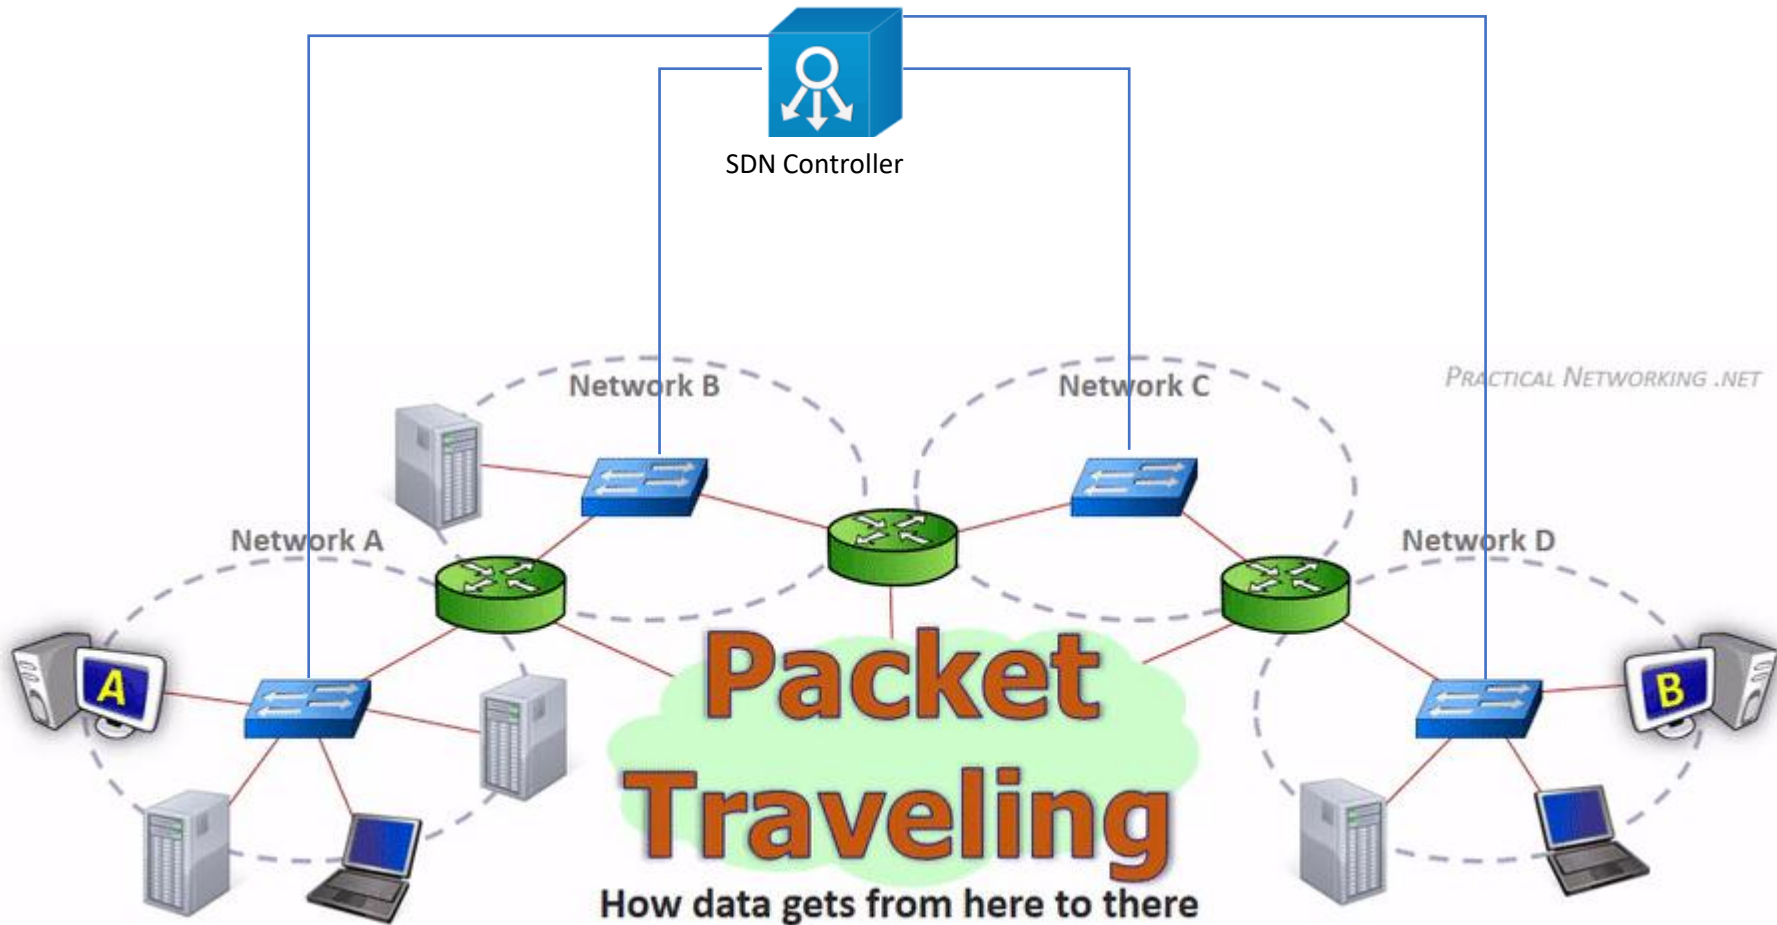 SDN Controller
Network B
Network C
PRACTICAL NETWORKING .NET
Network A
Network D
A
B
Packet
Traveling
How data gets from here to there